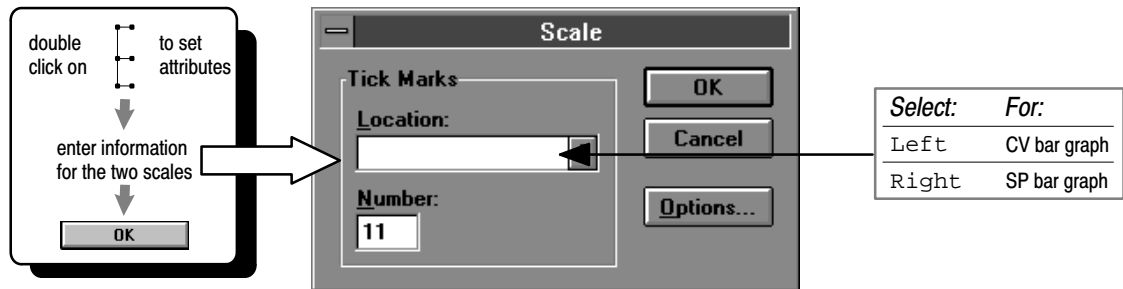 double click on
to set attributes
enter information
for the two scales
OK
Scale
Tick Marks
Location:
Number:
11
OK
Cancel
Options...
Select: For:
Left CV bar graph
Right SP bar graph